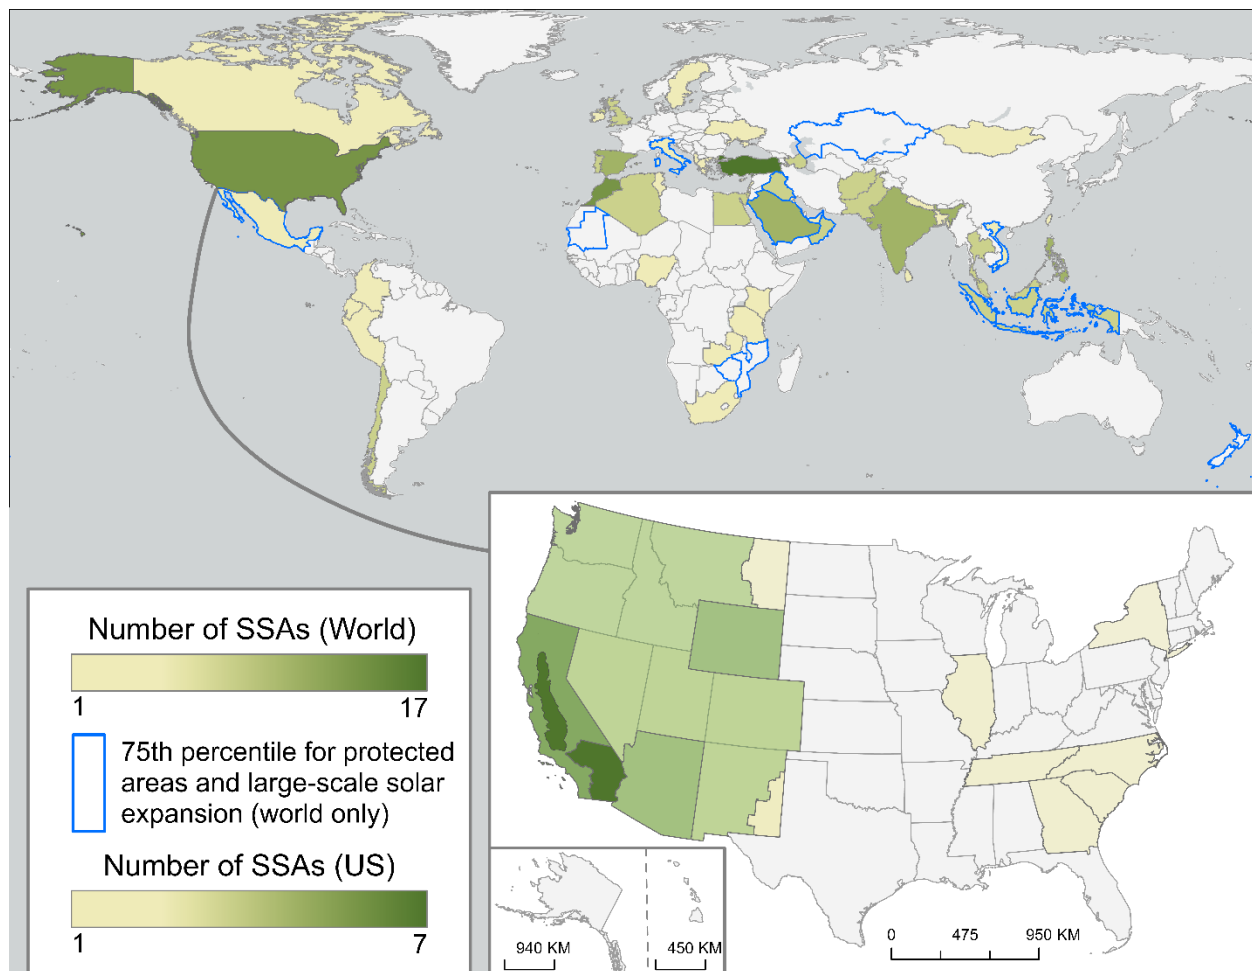 Number of SSAs (World)
1 17
75th percentile for protected
areas and large-scale solar
expansion (world only)
Number of SSAs (US)
1 7
940 KM
450 KM
0 475 950 KM